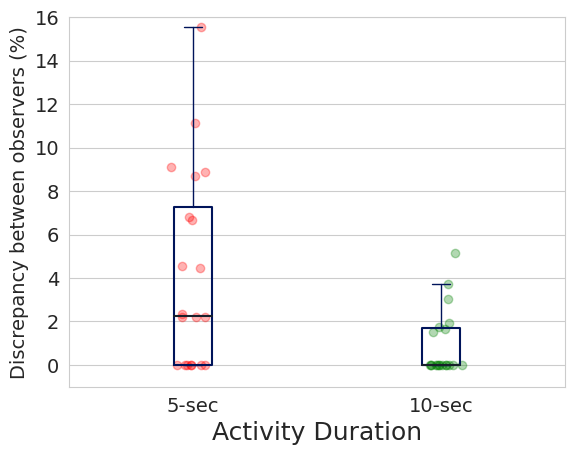 Discrepancy between observers (%)
16
14
12
10
8
6
4
2
0
5-sec
10-sec
Activity Duration